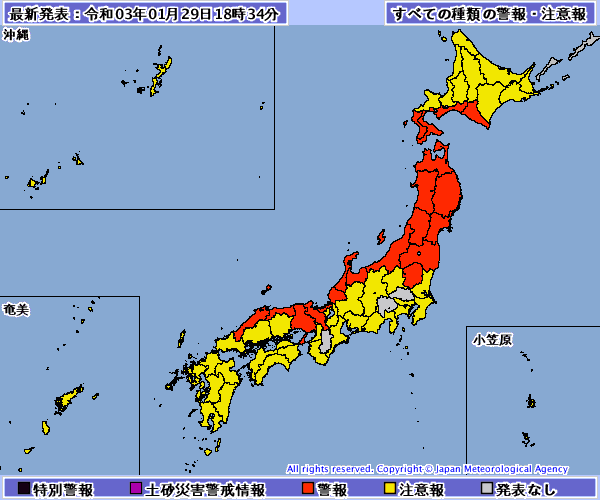 最新発表：令和03年01月29日18時34分
すべての種類の警報・注意報
沖縄
奄美
小笠原
All rights reserved. Copyright © Japan Meteorological Agency
特別警報 土砂災害警戒情報 警報 注意報 発表なし